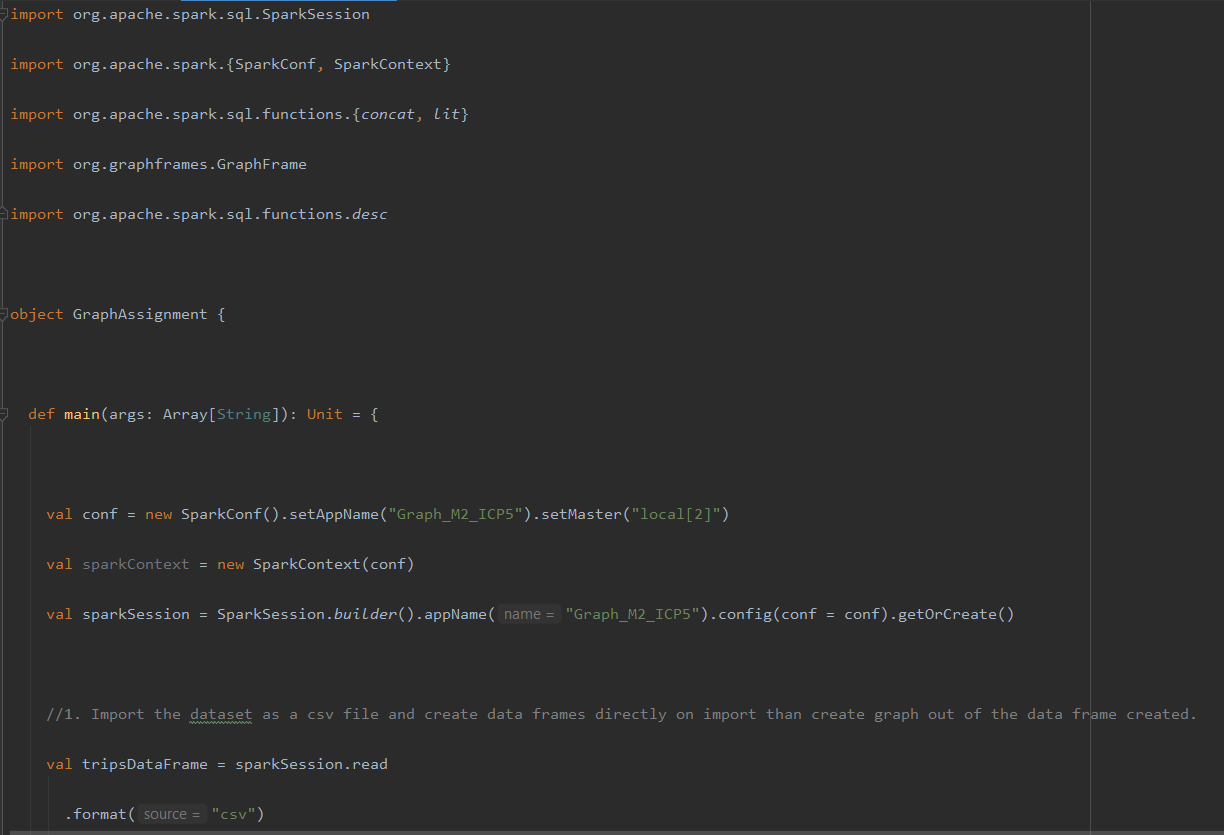 import org.apache.spark.sql.SparkSession
import org.apache.spark.{SparkConf, SparkContext}
import org.apache.spark.sql.functions.{concat, lit}
import org.graphframes.GraphFrame
import org.apache.spark.sql.functions.desc
object GraphAssignment {
def main(args: Array[String]): Unit = {
val conf = new SparkConf().setAppName("Graph_M2_ICP5").setMaster("local[2]")
val sparkContext = new SparkContext(conf)
val sparkSession = SparkSession.builder().appName( name = "Graph_M2_ICP5").config(conf = conf).getOrCreate()
//1. Import the dataset as a csv file and create data frames directly on import than create graph out of the data frame created.
val tripsDataFrame = sparkSession.read
.format( source = "csv")